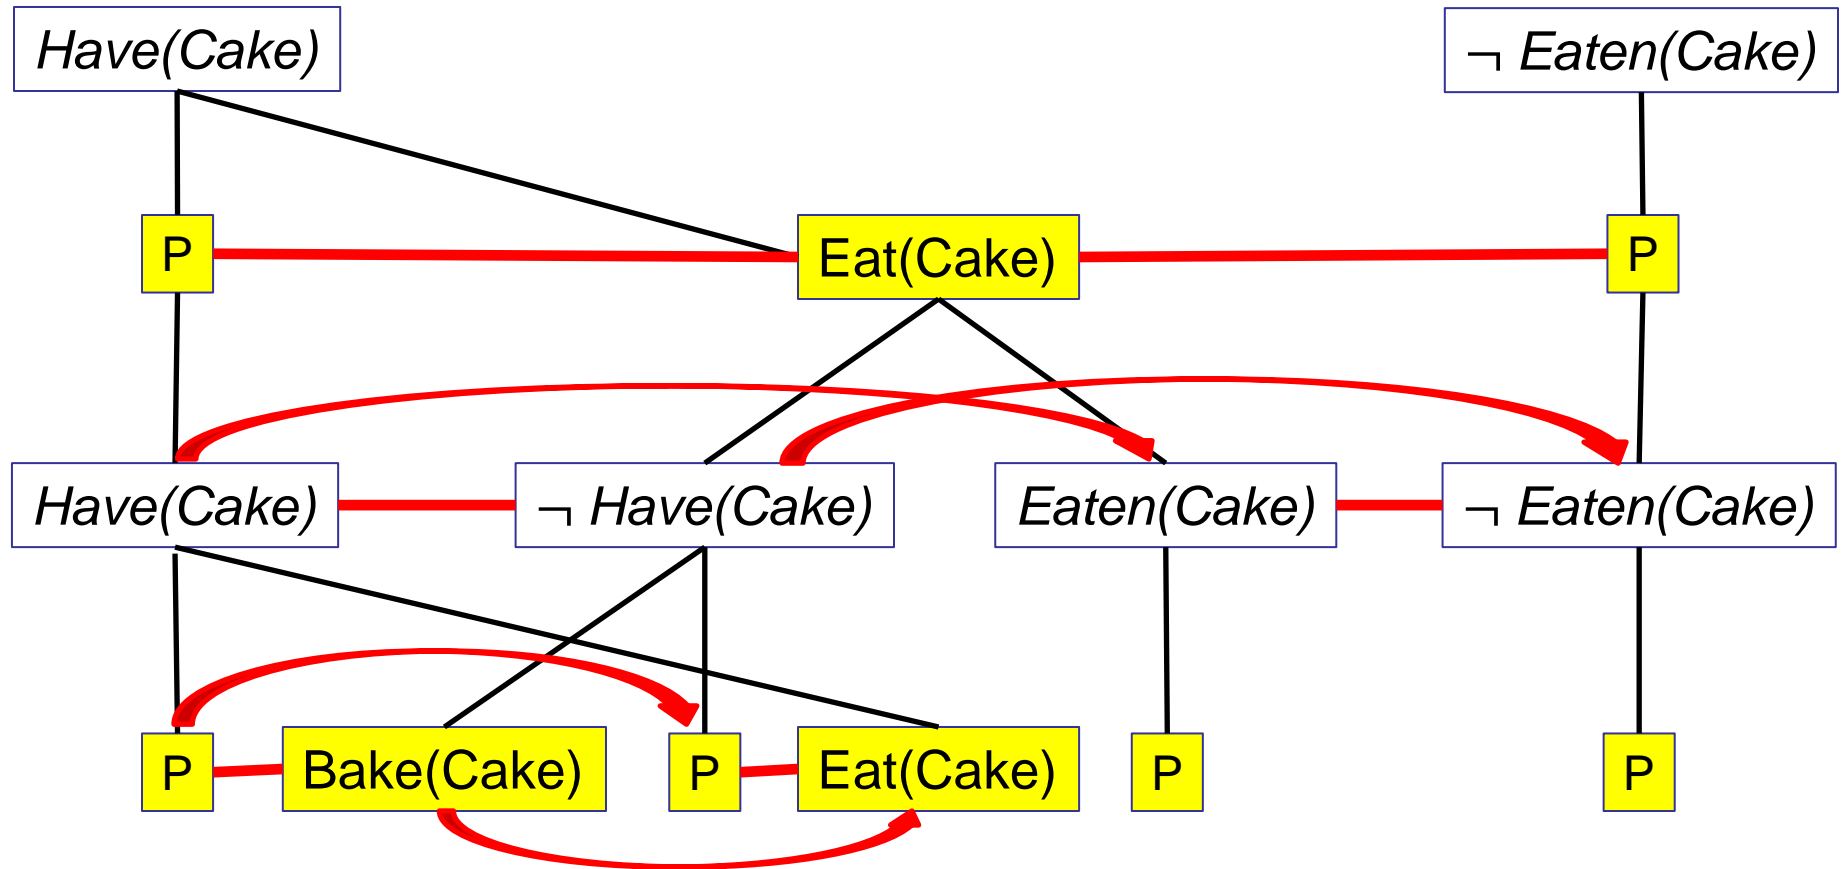 Have(Cake)
¬ Eaten(Cake)
P
Eat(Cake)
P
Have(Cake)
¬ Have(Cake)
Eaten(Cake)
¬ Eaten(Cake)
P
Bake(Cake)
P
Eat(Cake)
P
P